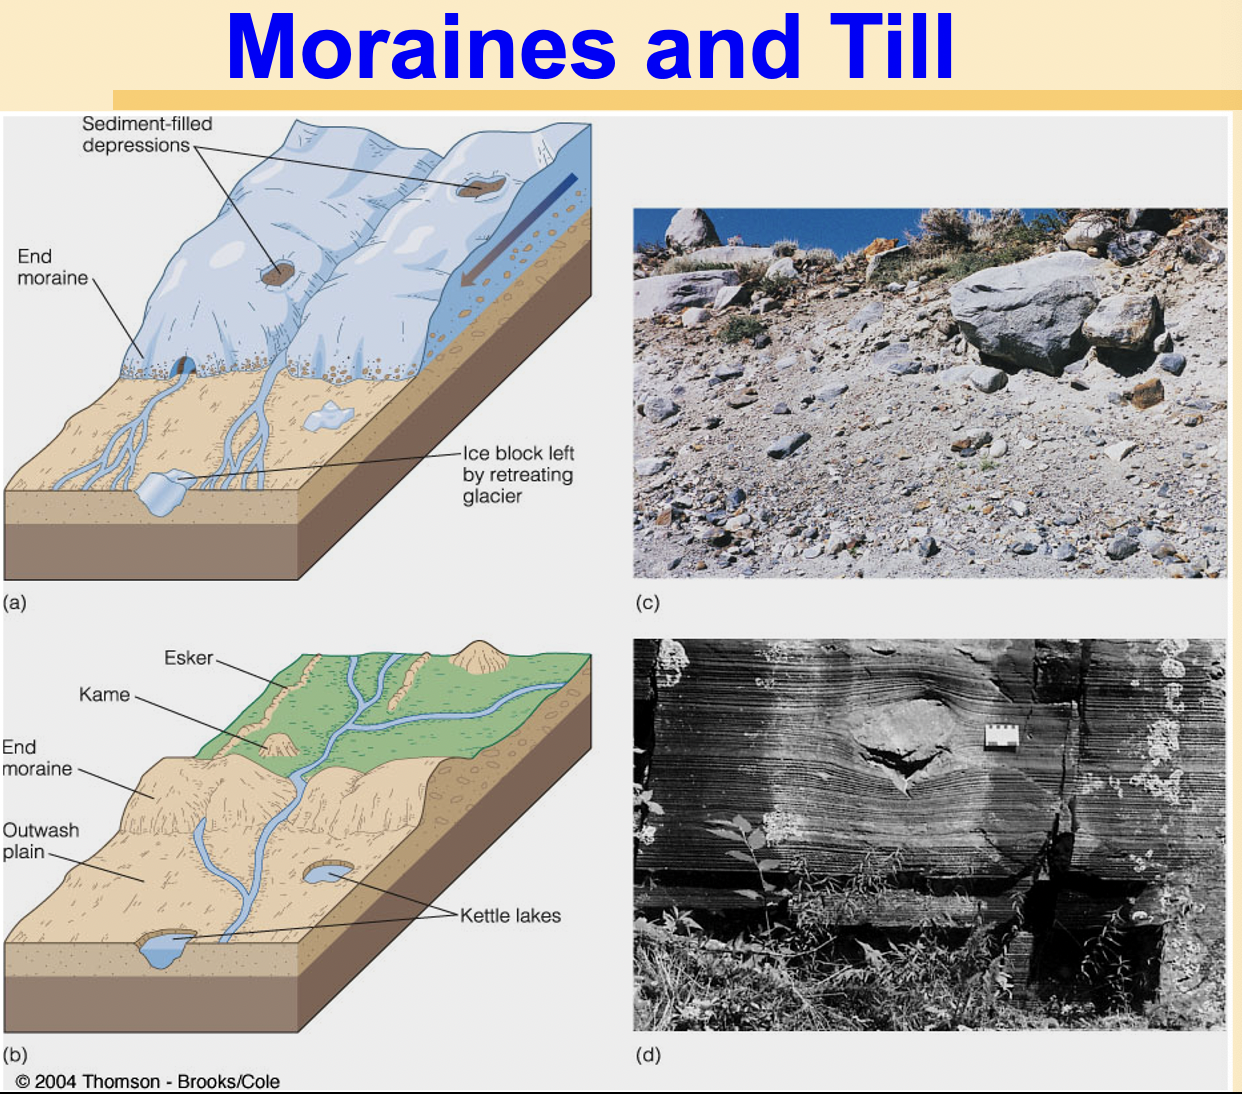 Moraines and Till
Sediment-filled
depressions
End
moraine
Ice block left
by retreating
glacier
(a)
(c)
Esker
Kame
End
moraine
Outwash
plain
Kettle lakes
(b)
(d)
© 2004 Thomson - Brooks/Cole